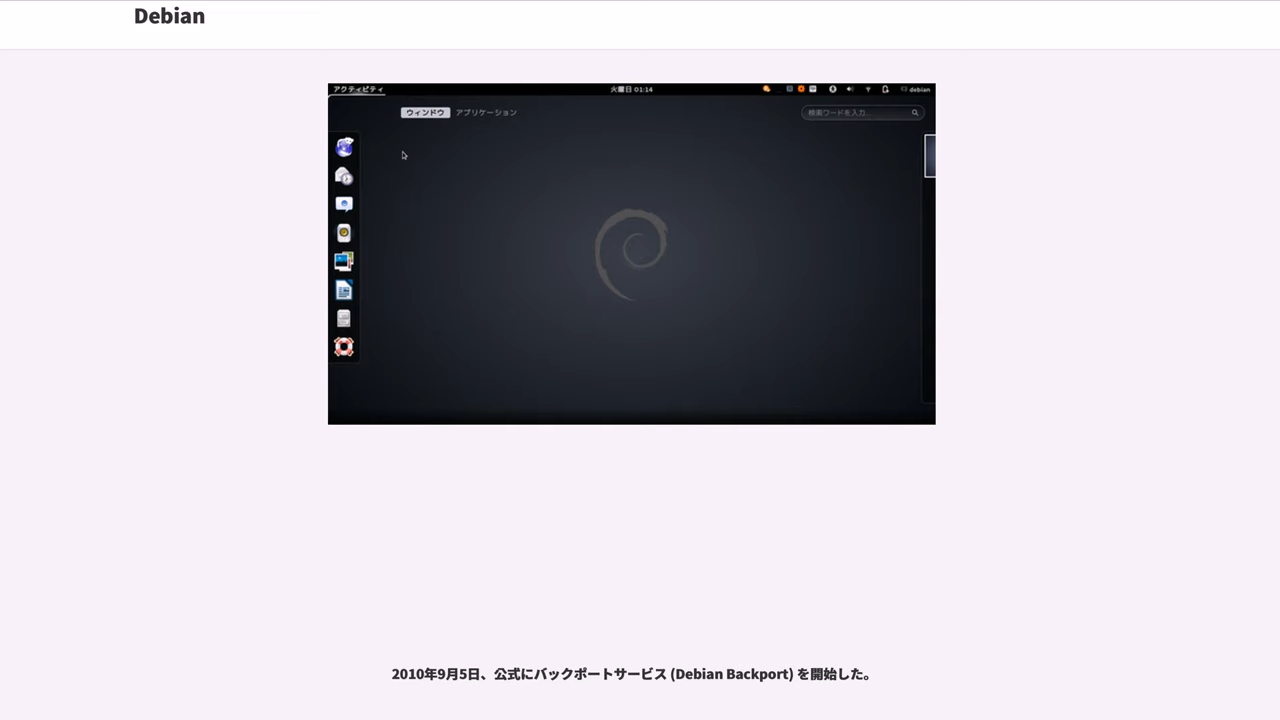 Debian
アクティビティ
火曜日 01:14
debian
ウィンドウ
アプリケーション
検索ワードを入力...
2010年9月5日、公式にバックポートサービス (Debian Backport) を開始した。